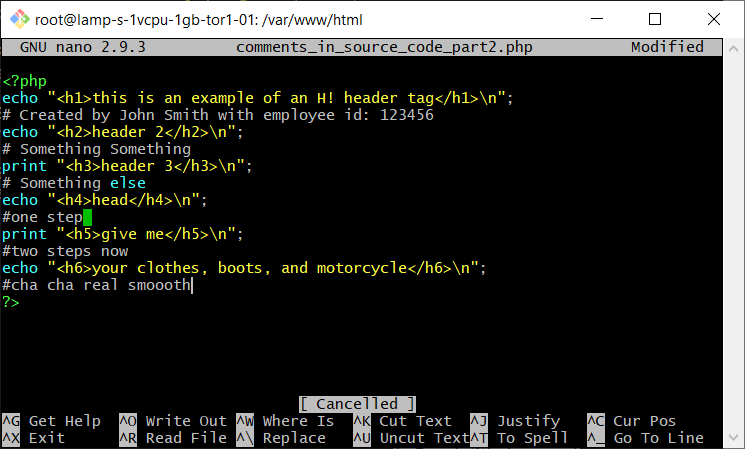 root@lamp-s-1vcpu-1gb-tor1-01: /var/www/html
GNU nano 2.9.3 comments_in_source_code_part2.php Modified
<?php
echo "<h1>this is an example of an H! header tag</h1>\n";
# Created by John Smith with employee id: 123456
echo "<h2>header 2</h2>\n";
# Something Something
print "<h3>header 3</h3>\n";
# Something else
echo "<h4>head</h4>\n";
#one step
print "<h5>give me</h5>\n";
#two steps now
echo "<h6>your clothes, boots, and motorcycle</h6>\n";
#cha cha real smoooth
?>
[ Cancelled ]
^G Get Help ^O Write Out ^W Where Is ^K Cut Text ^J Justify ^C Cur Pos
^X Exit ^R Read File ^\ Replace ^U Uncut Text ^T To Spell ^_ Go To Line